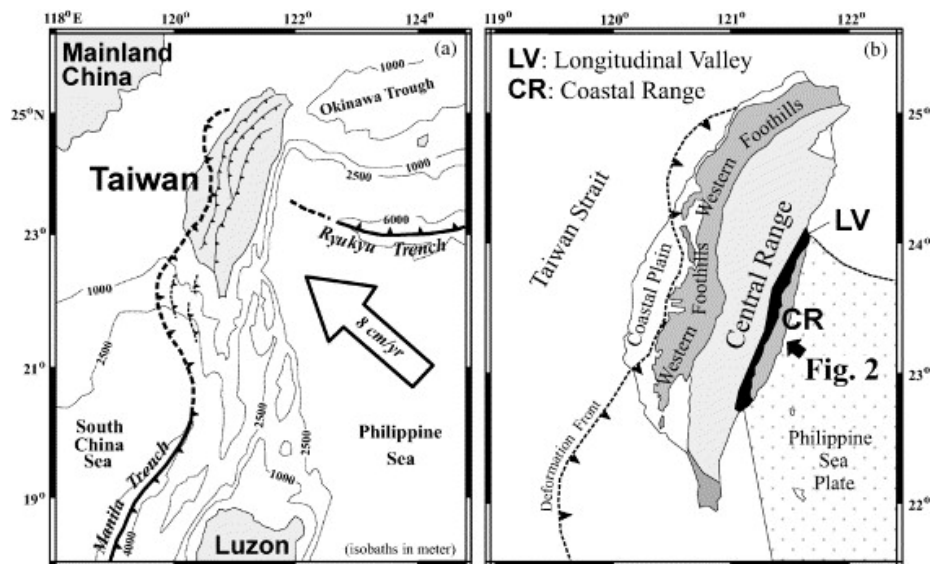 118°E
120°
122°
124°
(a)
Mainland
China
1000
Okinawa Trough
25°N
Taiwan
1000
2500
6000
Ryukyu Trench
23°
1000
8 cm/yr
2500
21°
2500
2500
South
China
Sea
Philippine
Sea
Manila Trench
1000
19°
4000
Luzon
(isobaths in meter)
119°
120°
121°
122°
(b)
LV: Longitudinal Valley
CR: Coastal Range
25°
Western Foothills
Taiwan Strait
LV
24°
Coastal Plain
Western Foothills
Central Range
CR
Fig. 2
23°
Deformation Front
Philippine
Sea
Plate
22°